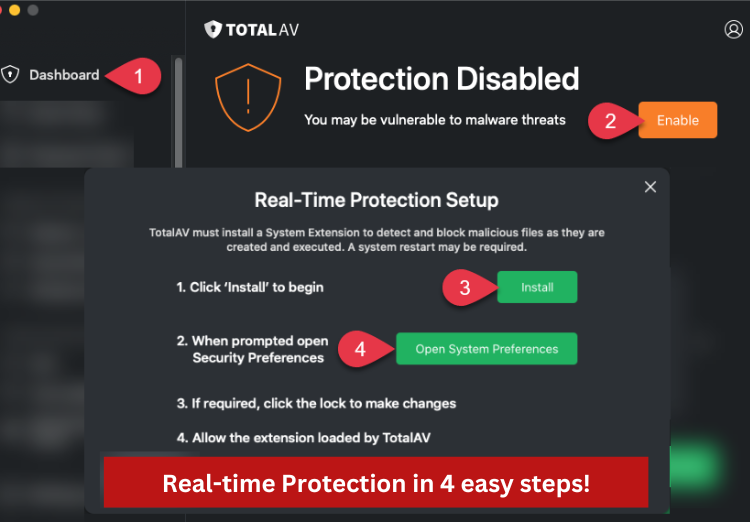 TOTALAV
Dashboard
1
Protection Disabled
You may be vulnerable to malware threats
2
Enable
Real-Time Protection Setup
TotalAV must install a System Extension to detect and block malicious files as they are
created and executed. A system restart may be required.
1. Click ‘Install’ to begin
3
Install
2. When prompted open
Security Preferences
4
Open System Preferences
3. If required, click the lock to make changes
4. Allow the extension loaded by TotalAV
Real-time Protection in 4 easy steps!